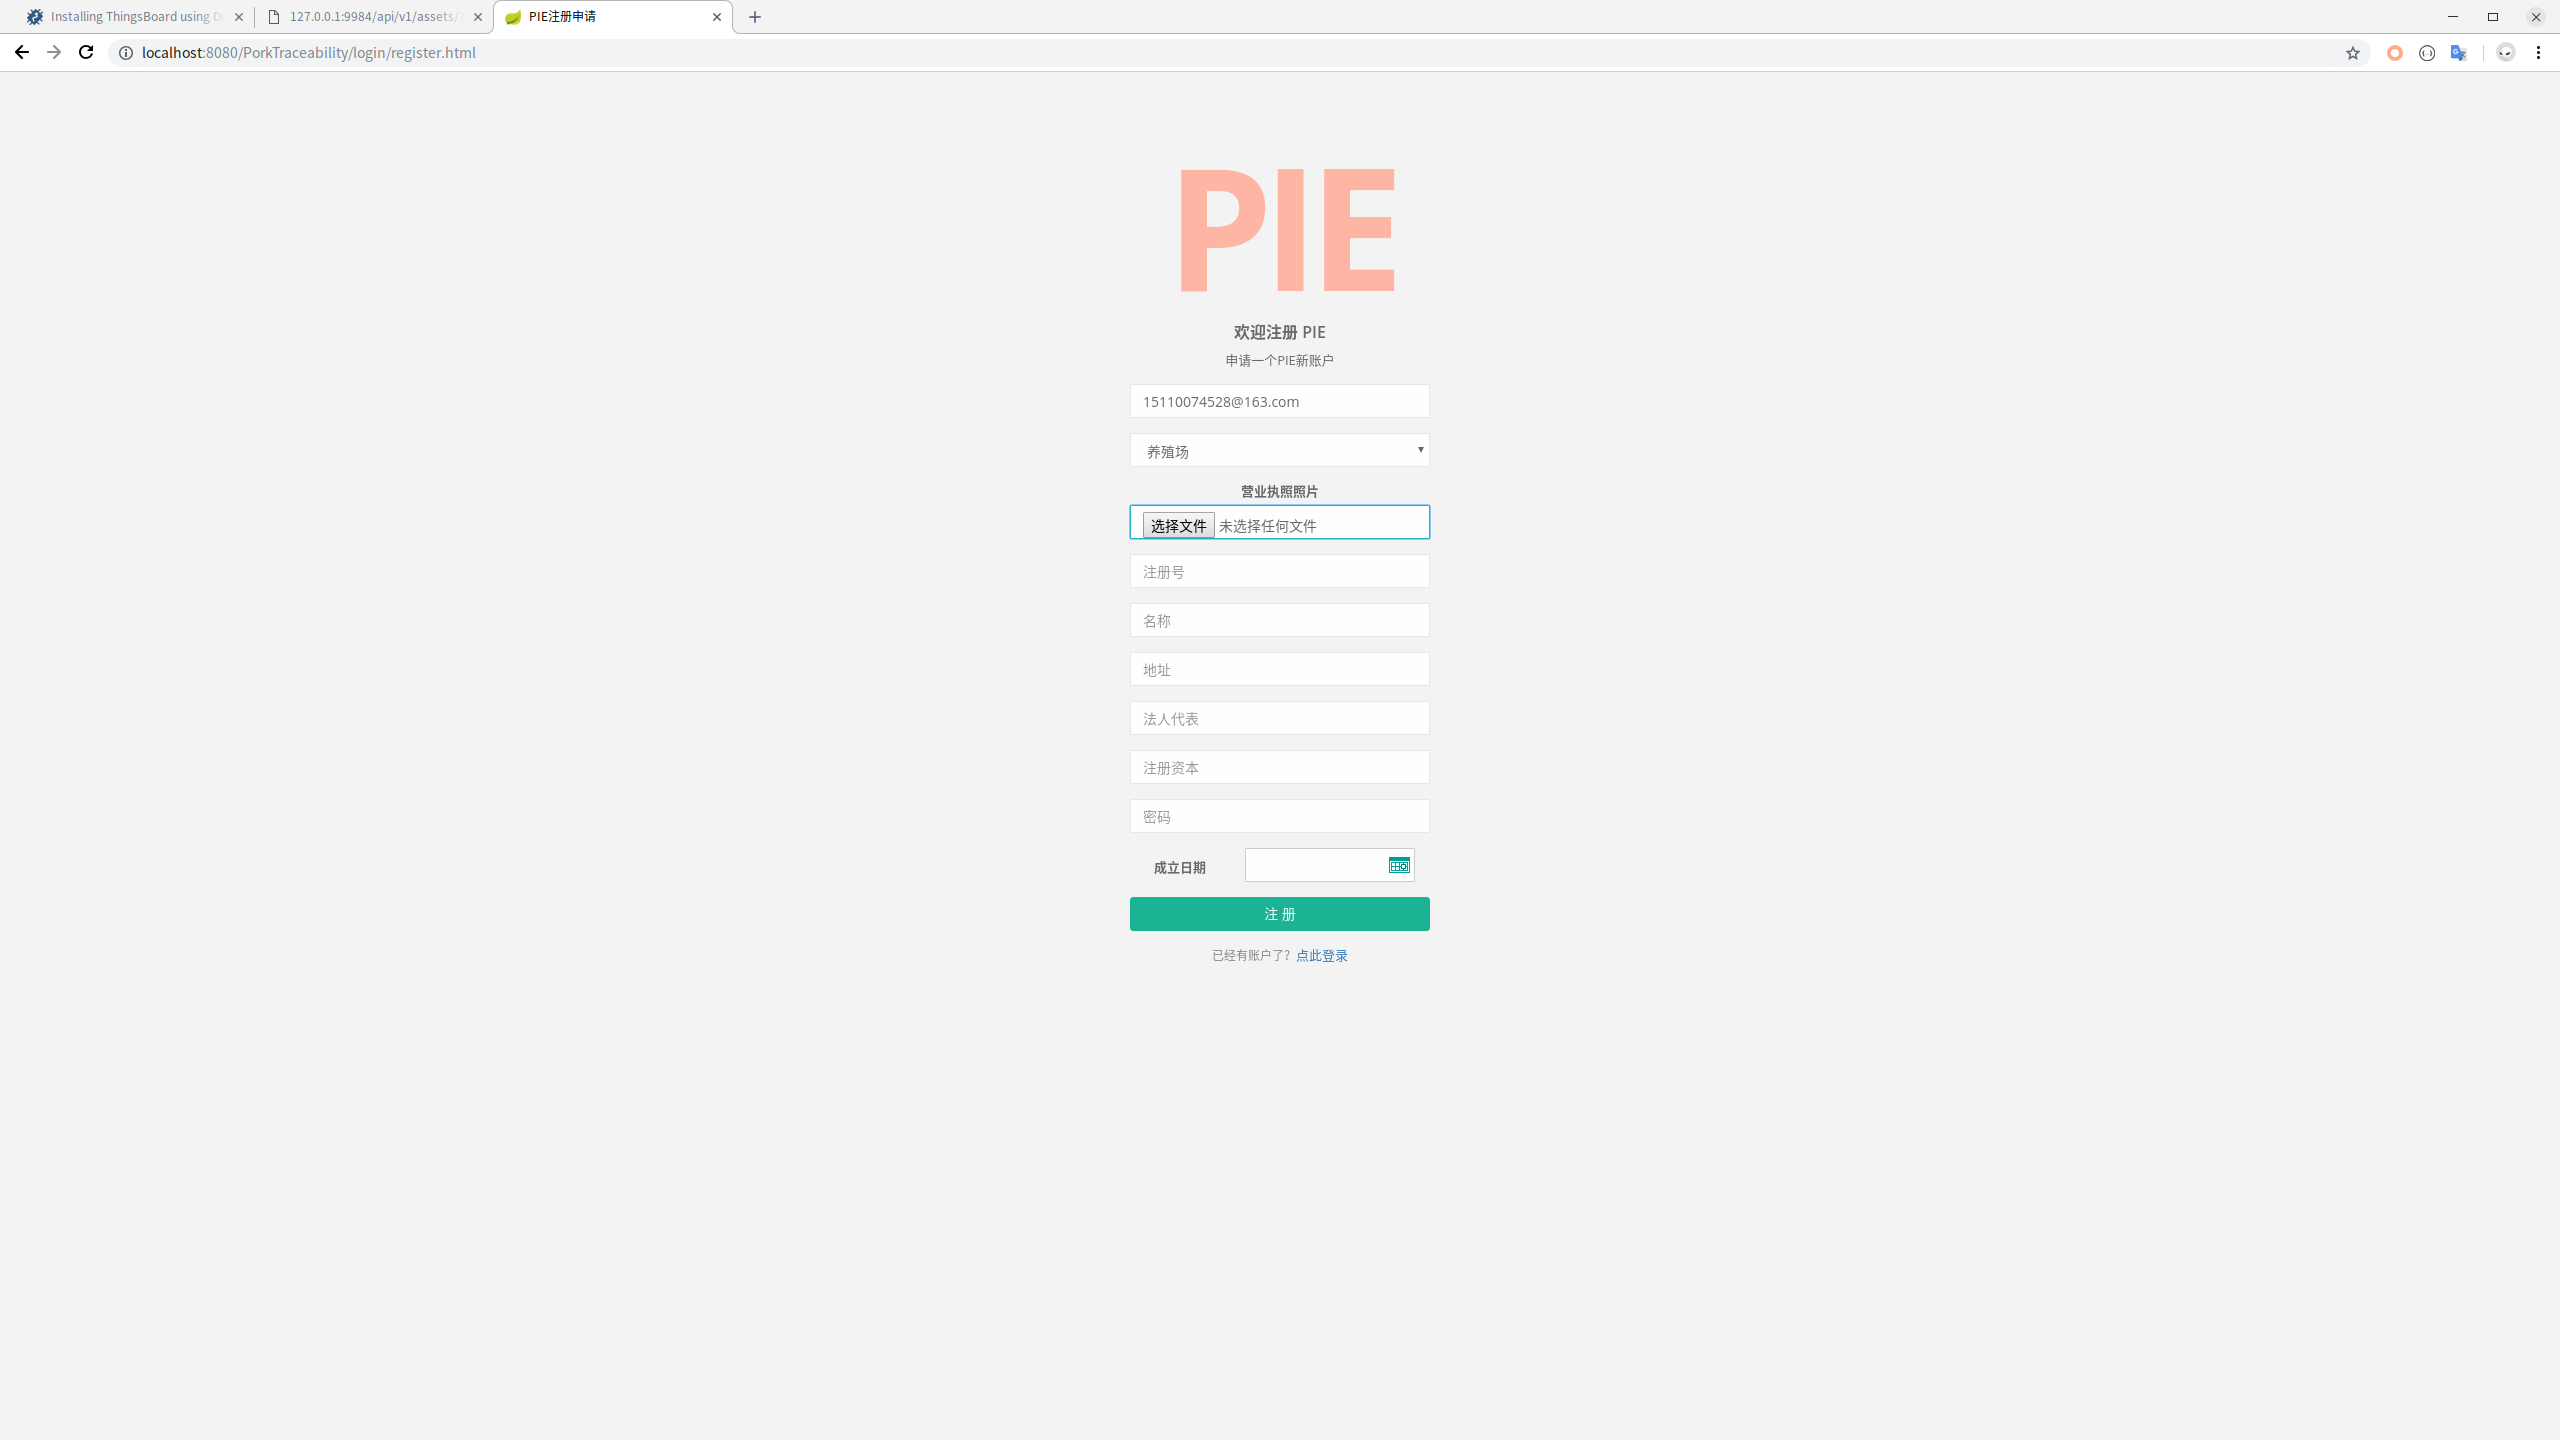 Installing ThingsBoard using D
127.0.0.1:9984/api/v1/assets/
PIE注册申请
localhost:8080/PorkTraceability/login/register.html
PIE
欢迎注册 PIE
申请一个PIE新账户
15110074528@163.com
养殖场
营业执照照片
选择文件 未选择任何文件
注册号
名称
地址
法人代表
注册资本
密码
成立日期
注 册
已经有账户了？点此登录